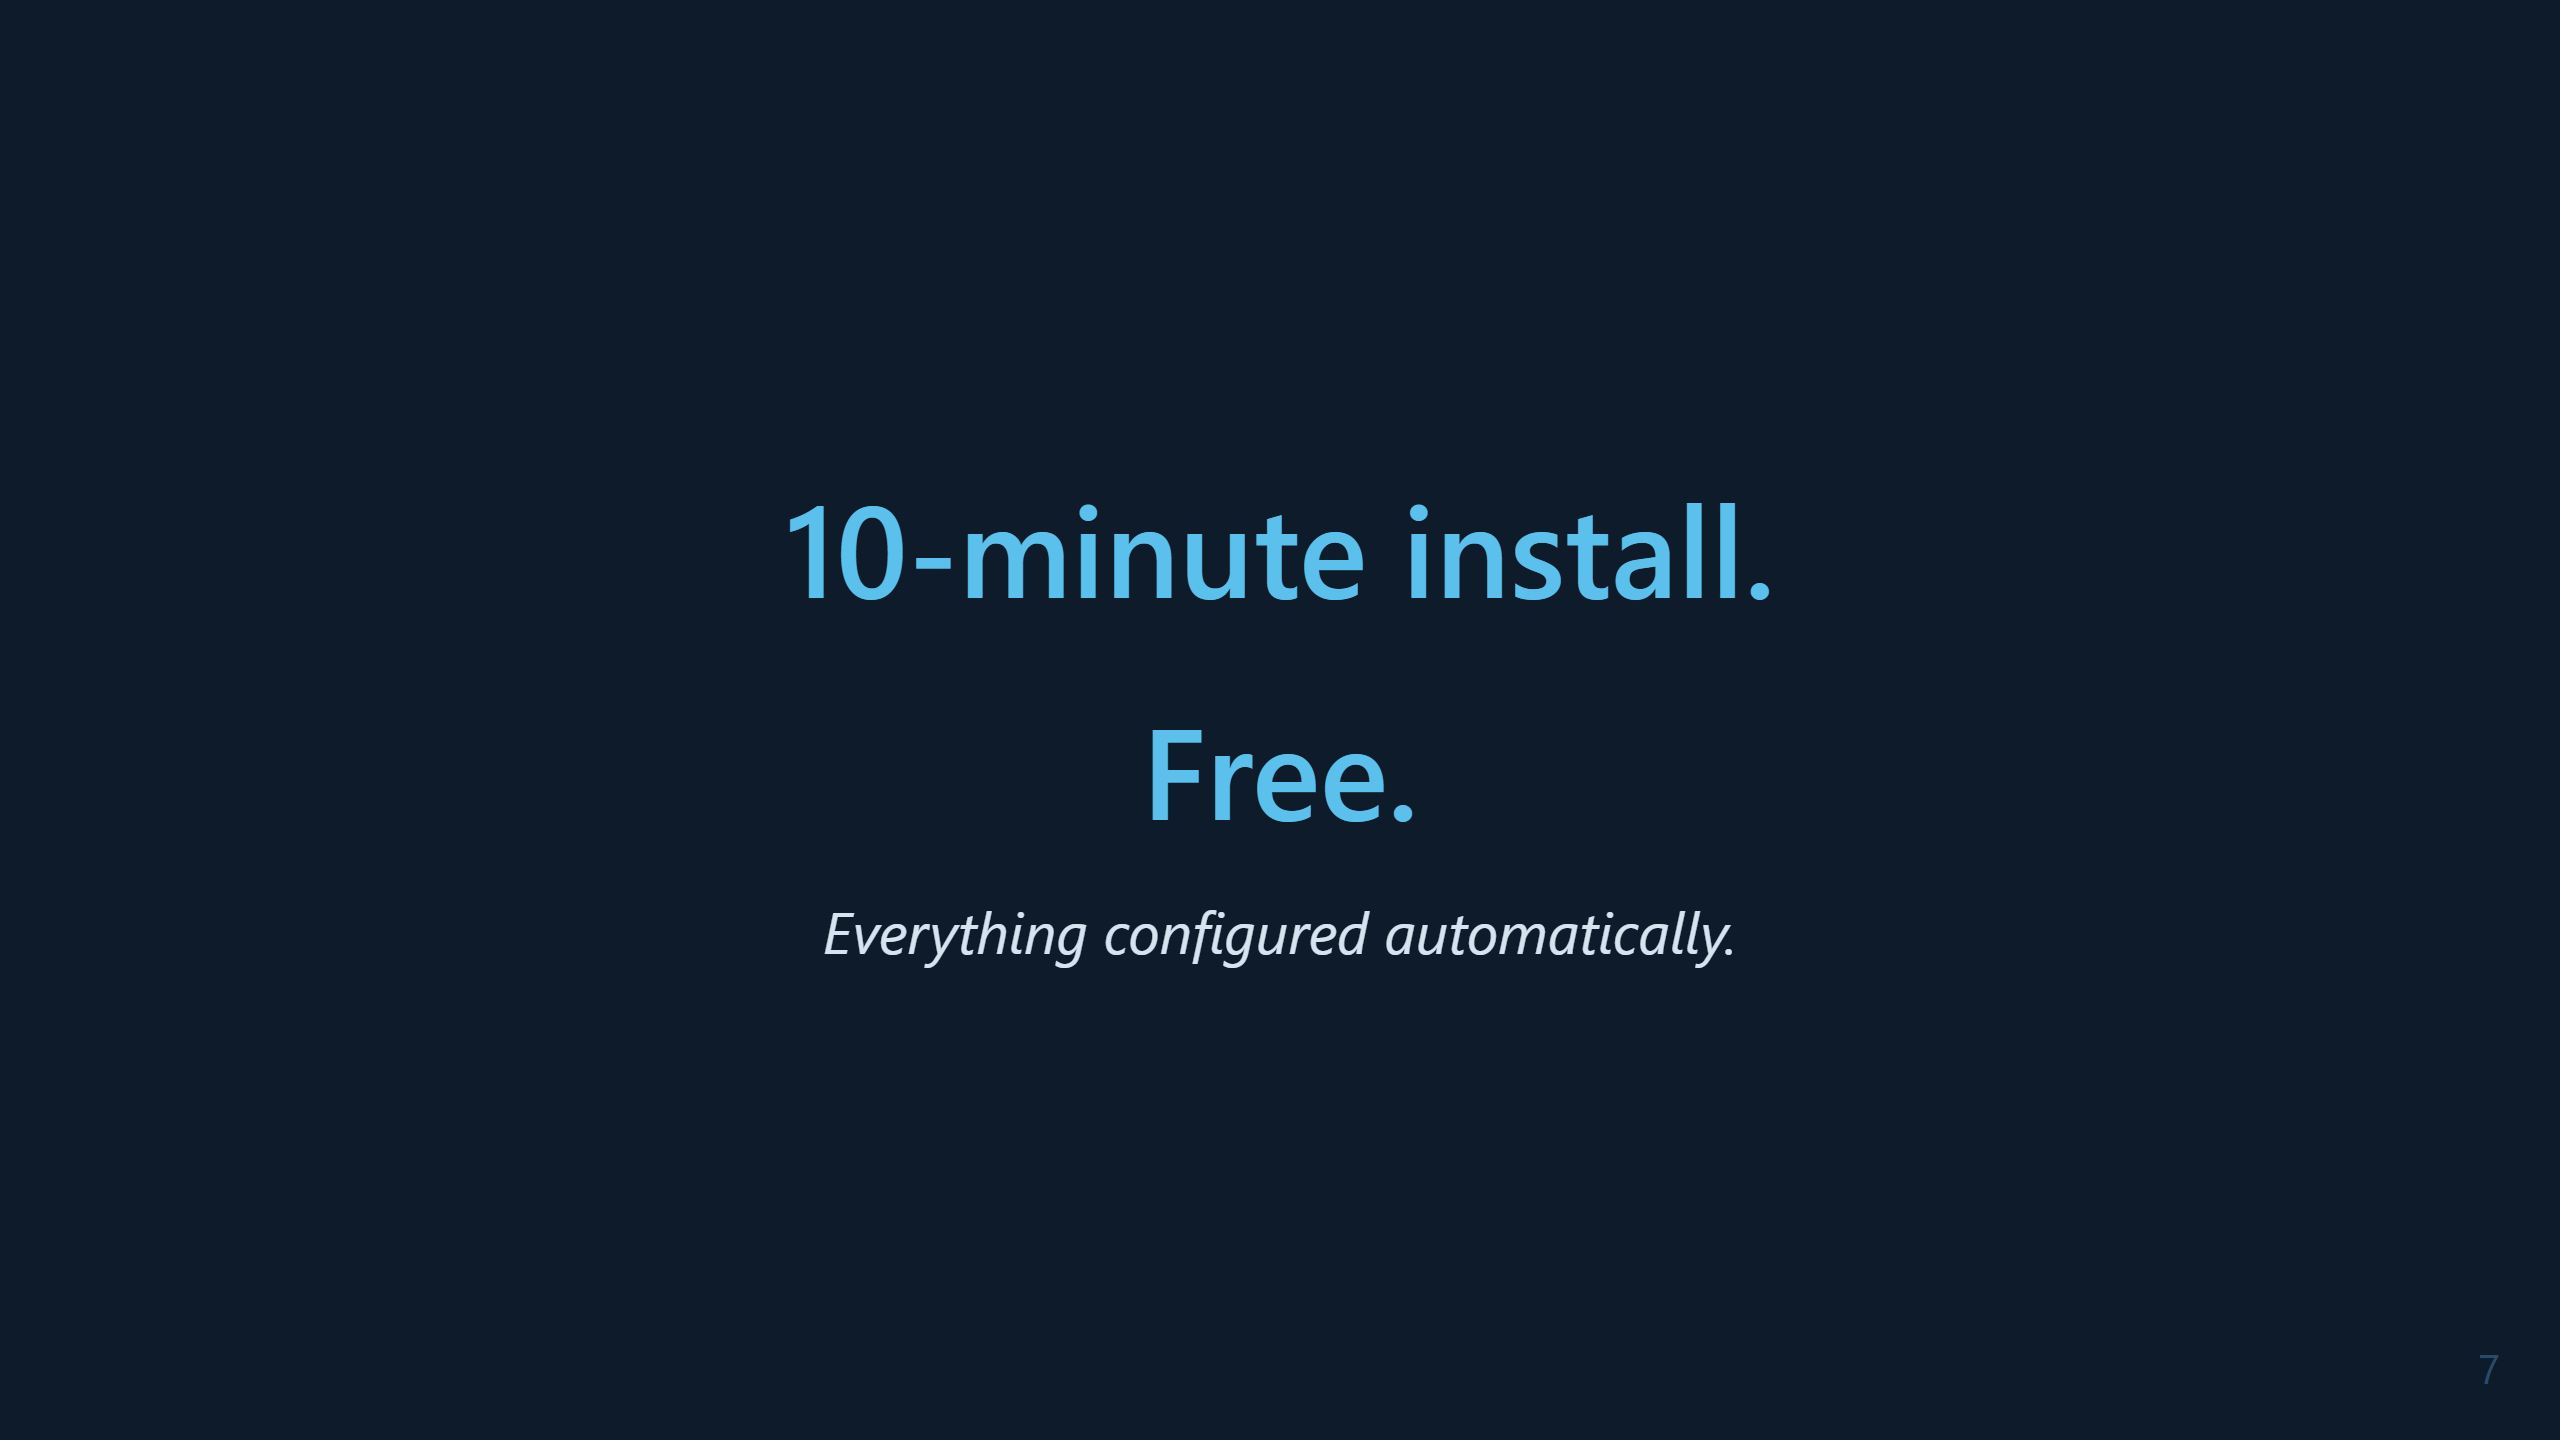 10-minute install.
Free.
Everything configured automatically.
7